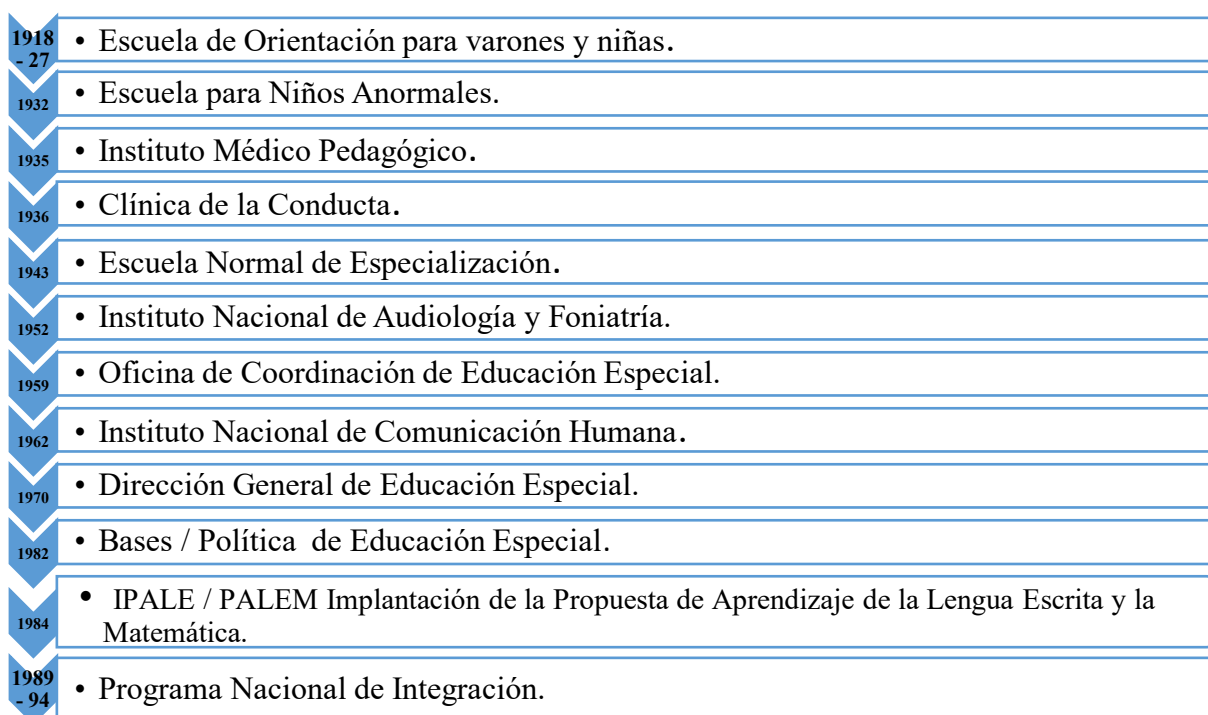 1918
- 27
• Escuela de Orientación para varones y niñas.
1932
• Escuela para Niños Anormales.
1935
• Instituto Médico Pedagógico.
1936
• Clínica de la Conducta.
1943
• Escuela Normal de Especialización.
1952
• Instituto Nacional de Audiología y Foniatría.
1959
• Oficina de Coordinación de Educación Especial.
1962
• Instituto Nacional de Comunicación Humana.
1970
• Dirección General de Educación Especial.
1982
• Bases / Política de Educación Especial.
1984
• IPALE / PALEM Implantación de la Propuesta de Aprendizaje de la Lengua Escrita y la
Matemática.
1989
- 94
• Programa Nacional de Integración.